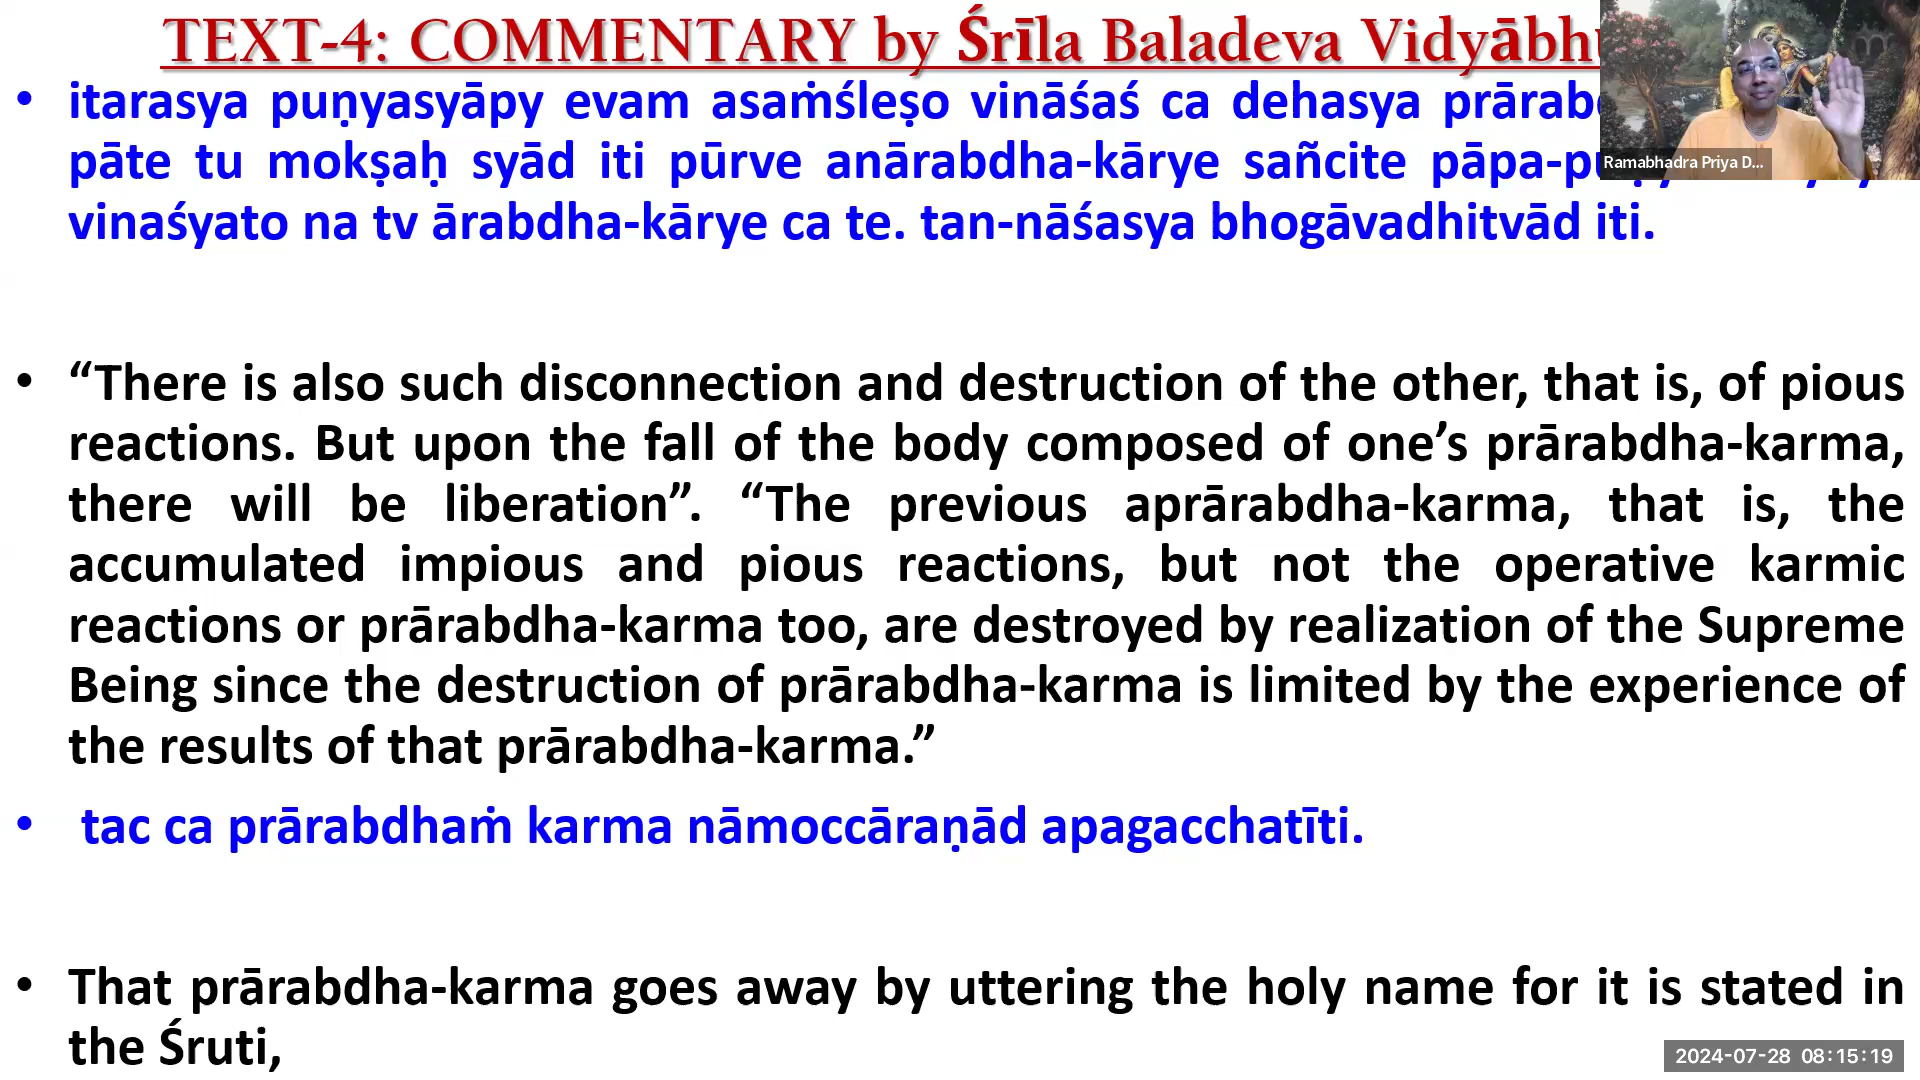 TEXT-4: COMMENTARY by Śrīla Baladeva
• itarasya puṇyasyāpy evam asaṁśleṣo vināśaś ca dehasya
pāte tu mokṣaḥ syād iti pūrve anārabdha-kārye sañcite
vinaśyato na tv ārabdha-kārye ca te. tan-nāśasya bhogāvadhitvād iti.
• “There is also such disconnection and destruction of the other, that is, of pious
reactions. But upon the fall of the body composed of one’s prārabdha-karma,
there will be liberation”. “The previous aprārabdha-karma, that is, the
accumulated impious and pious reactions, but not the operative karmic
reactions or prārabdha-karma too, are destroyed by realization of the Supreme
Being since the destruction of prārabdha-karma is limited by the experience of
the results of that prārabdha-karma.”
• tac ca prārabdhaṁ karma nāmoccāraṇād apagacchatīti.
• That prārabdha-karma goes away by uttering the holy name for it is stated in
the Śruti,
Ramabhadra Priya D...
2024-07-28 08:15:19